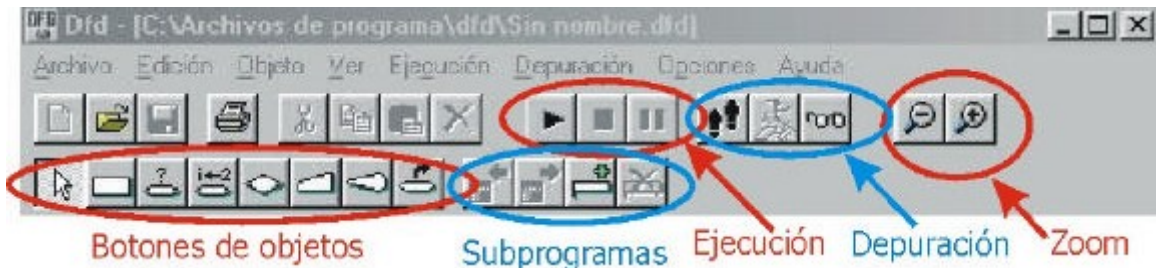 Dfd - [C:\Archivos de programa\dfd\Sin nombre.dfd]
Archivo Edición Objeto Ver Ejecución Depuración Opciones Ayuda
? i←2
Botones de objetos Subprogramas Ejecución Depuración Zoom